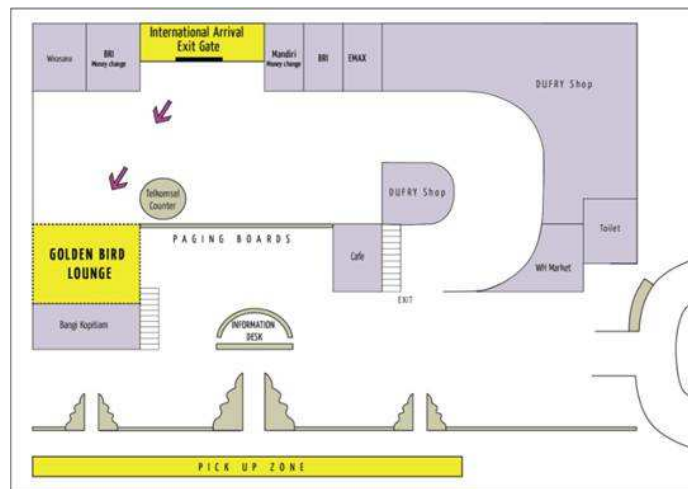 International Arrival
Exit Gate
BRI
Money change
Mandiri
Money change
BRI
EMAX
DUFRY Shop
Telkomsel
Counter
DUFRY Shop
PAGING BOARDS
GOLDEN BIRD
LOUNGE
Cafe
Toilet
WH Market
EXIT
Bangi Kopitiam
INFORMATION
DESK
PICK UP ZONE